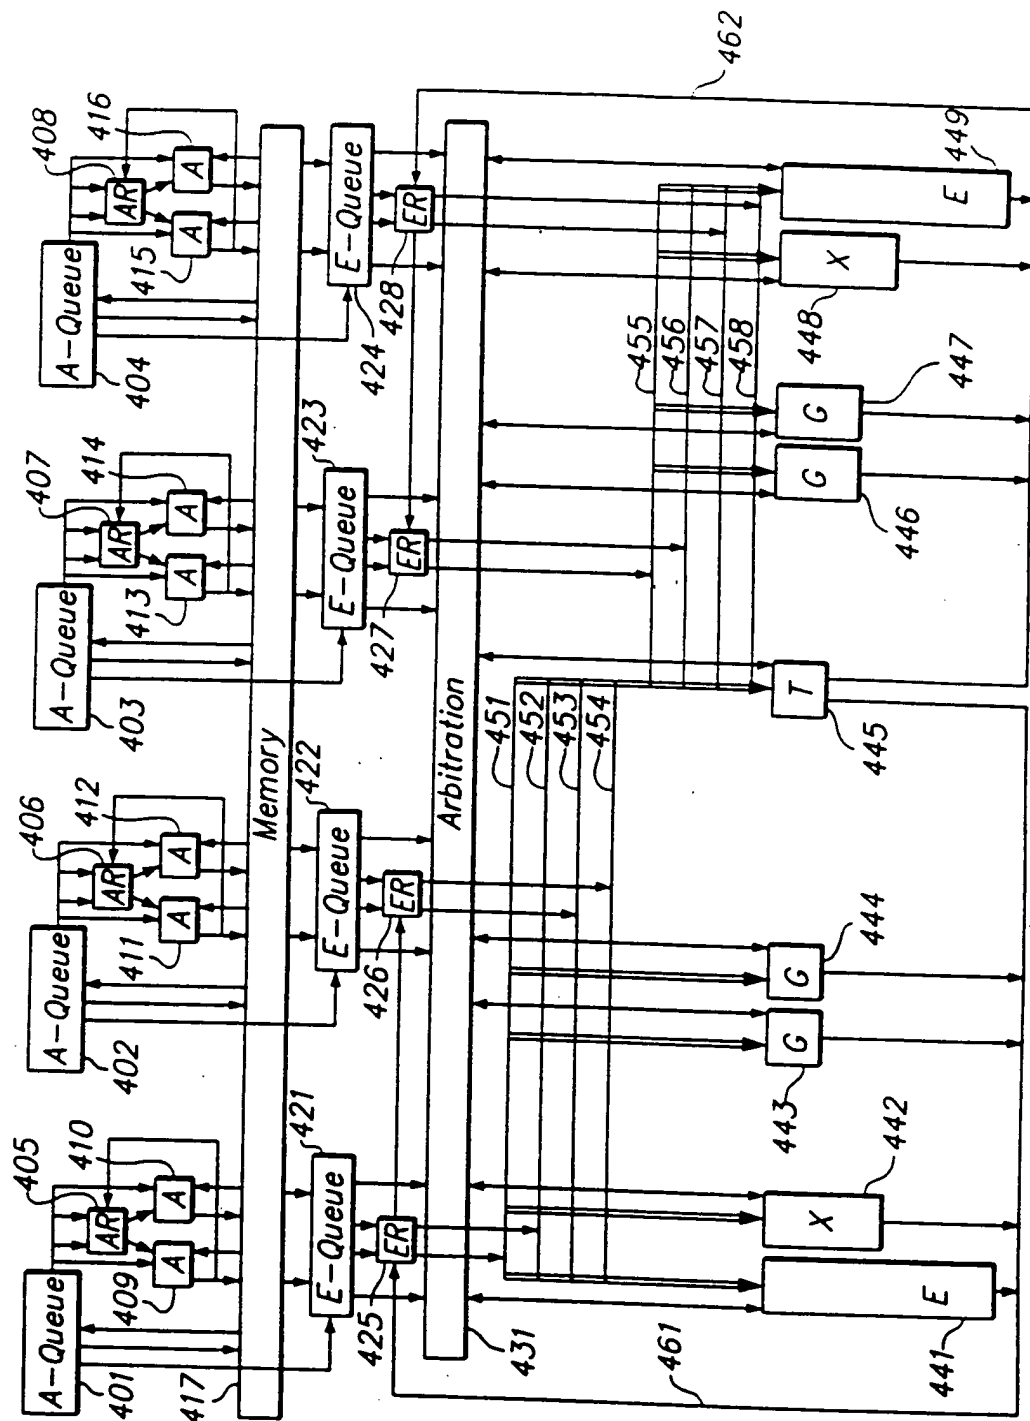 405
406
407
408
A-Queue
AR
410
A-Queue
AR
412
A-Queue
AR
414
A-Queue
AR
416
401
409
A
A
402
411
A
A
403
413
A
A
404
415
A
A
417
Memory
421
422
423
E-Queue
E-Queue
E-Queue
E-Queue
424
425
ER
426
ER
427
ER
428
ER
431
Arbitration
462
451
452
453
454
455
456
457
458
461
441
E
X
442
443
G
G
444
T
445
G
446
G
447
X
448
E
449